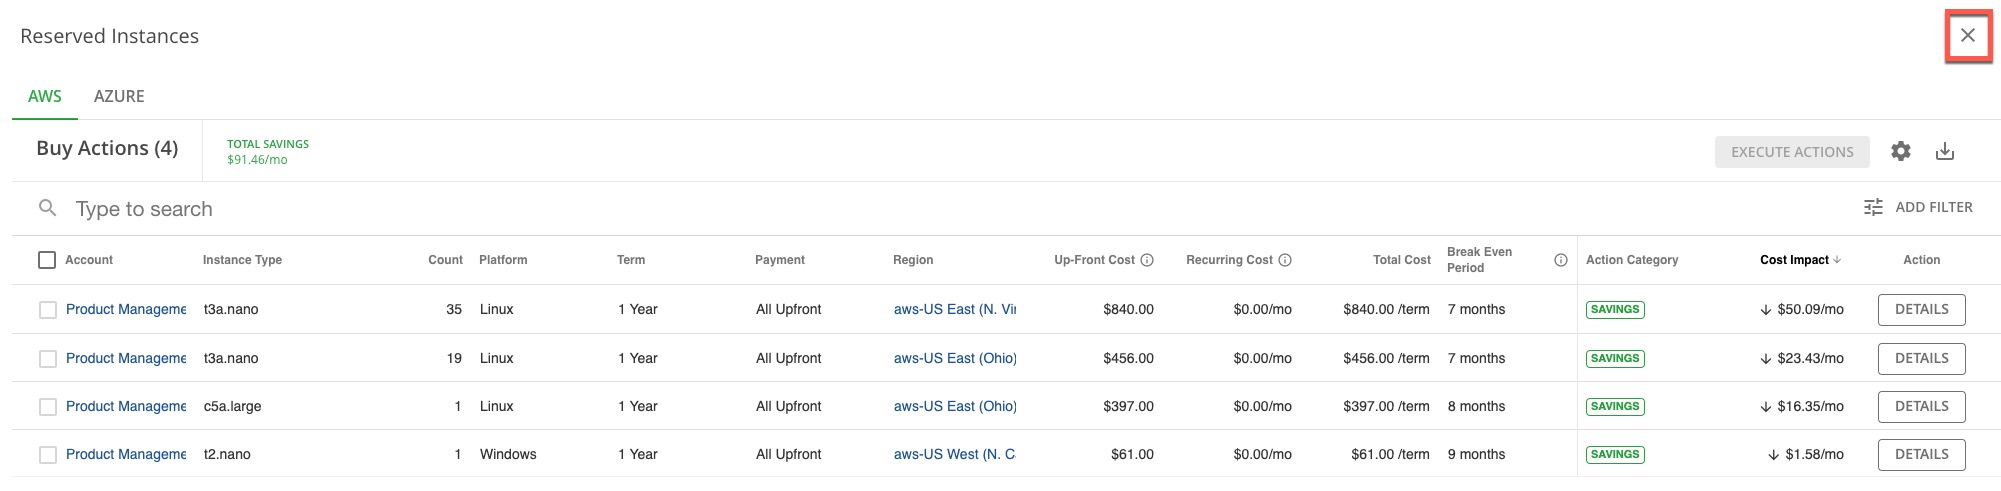 Reserved Instances
AWS AZURE
Buy Actions (4)
TOTAL SAVINGS
$91.46/mo
EXECUTE ACTIONS
Type to search
ADD FILTER
Account Instance Type Count Platform Term Payment Region Up-Front Cost Recurring Cost Total Cost Break Even Period Action Category Cost Impact Action
Product Manageme t3a.nano 35 Linux 1 Year All Upfront aws-US East (N. Vir $840.00 $0.00/mo $840.00 /term 7 months SAVINGS ↓ $50.09/mo DETAILS
Product Manageme t3a.nano 19 Linux 1 Year All Upfront aws-US East (Ohio) $456.00 $0.00/mo $456.00 /term 7 months SAVINGS ↓ $23.43/mo DETAILS
Product Manageme c5a.large 1 Linux 1 Year All Upfront aws-US East (Ohio) $397.00 $0.00/mo $397.00 /term 8 months SAVINGS ↓ $16.35/mo DETAILS
Product Manageme t2.nano 1 Windows 1 Year All Upfront aws-US West (N. C $61.00 $0.00/mo $61.00 /term 9 months SAVINGS ↓ $1.58/mo DETAILS